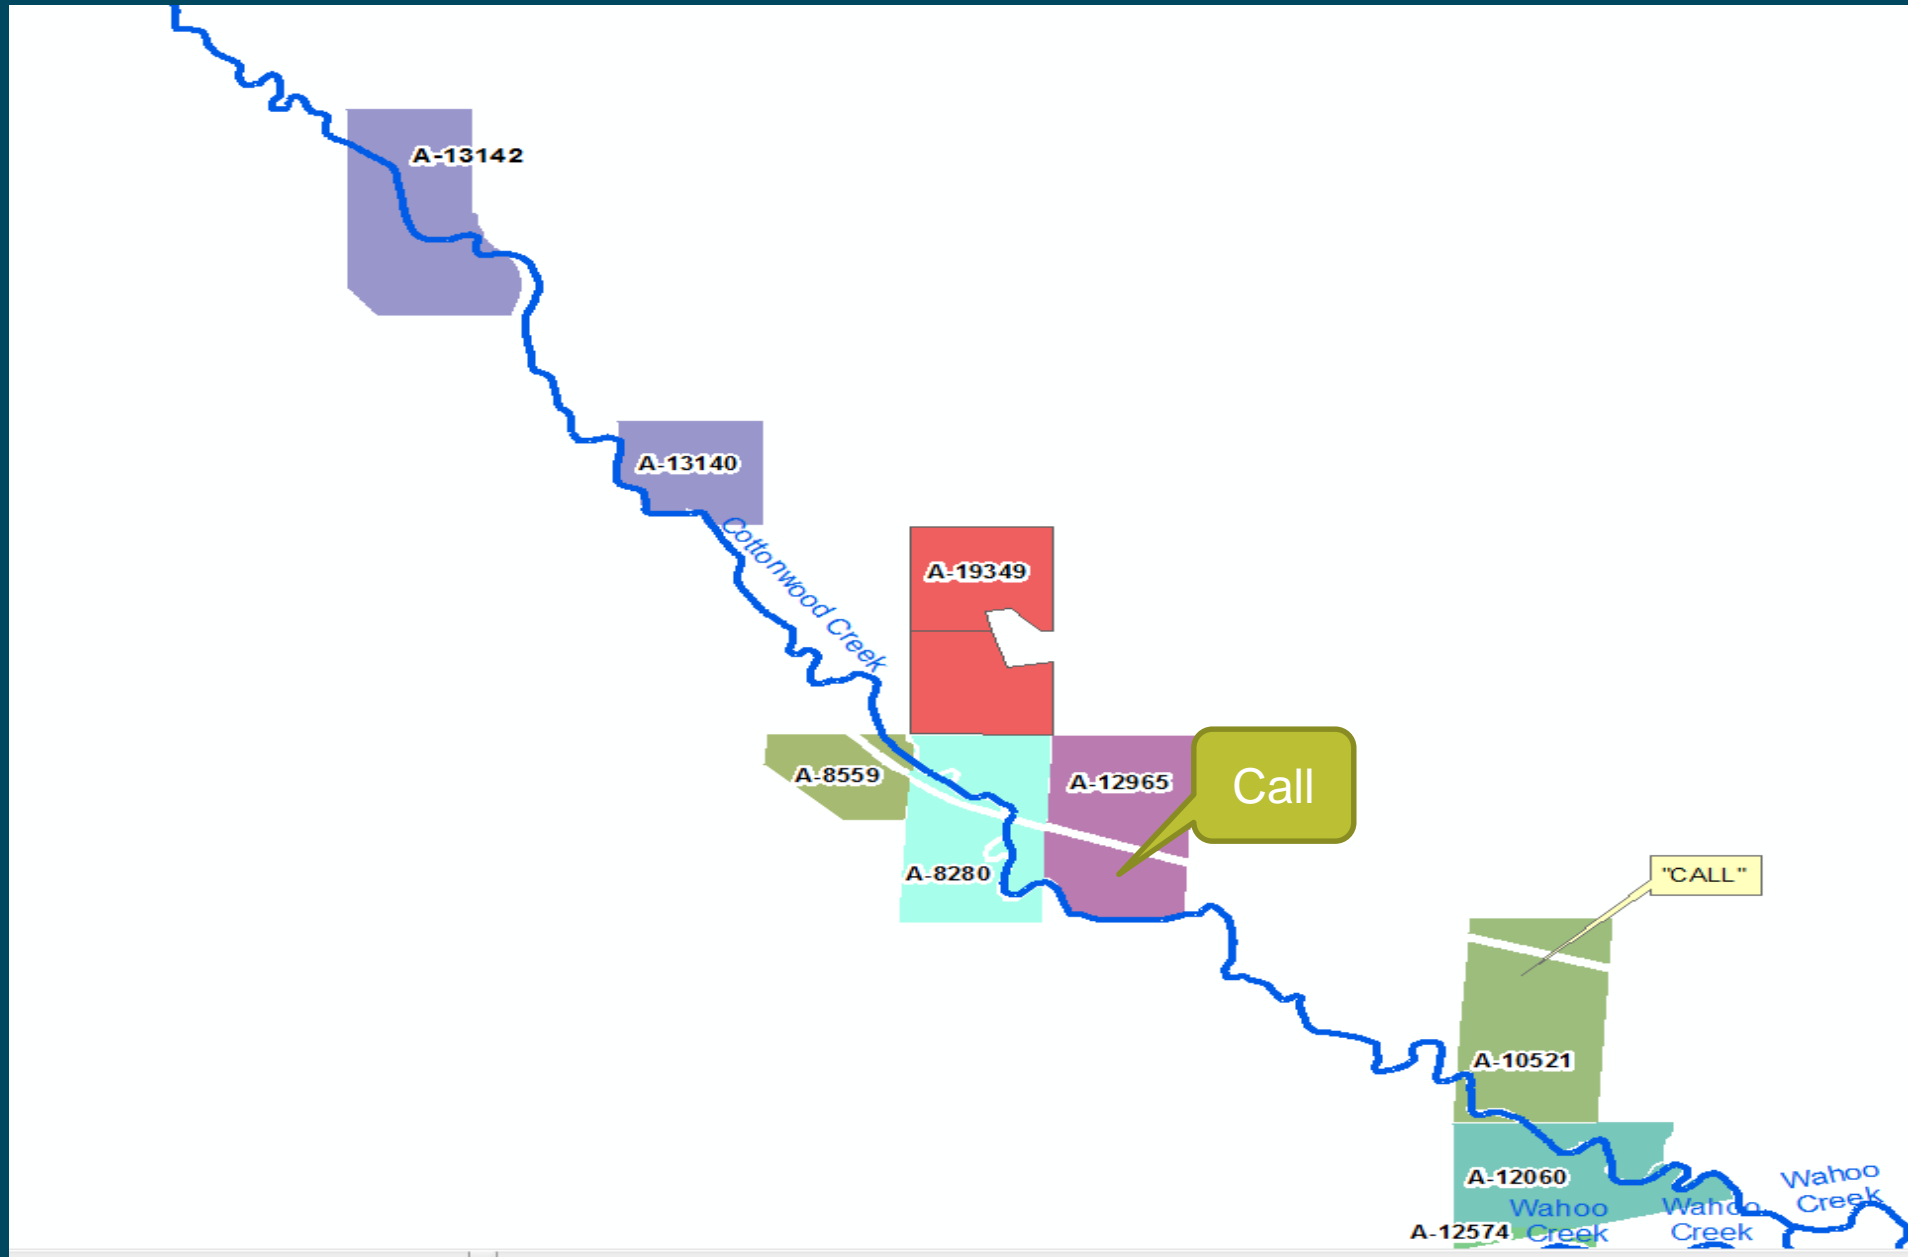 A-13142
A-13140
Cottonwood Creek
A-19349
A-8559
A-12965
Call
A-8280
"CALL"
A-10521
A-12060
Wahoo
Creek
Wahoo
Creek
Wahoo
Creek
A-12574